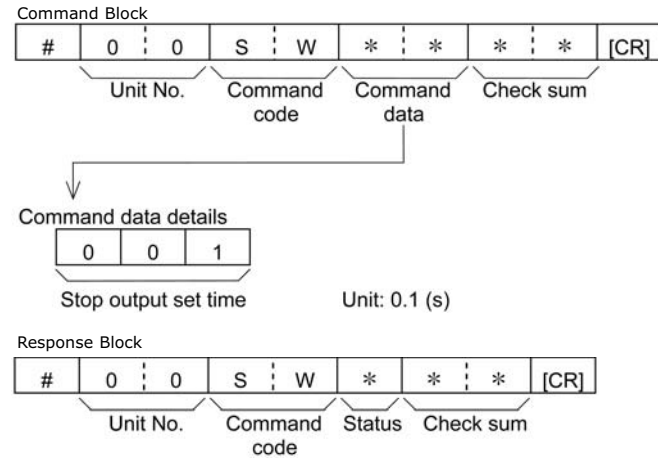 Command Block
# 0 0 S W * * * * [CR]
Unit No. Command code Command data Check sum
Command data details
0 0 1
Stop output set time Unit: 0.1 (s)
Response Block
# 0 0 S W * * * [CR]
Unit No. Command code Status Check sum